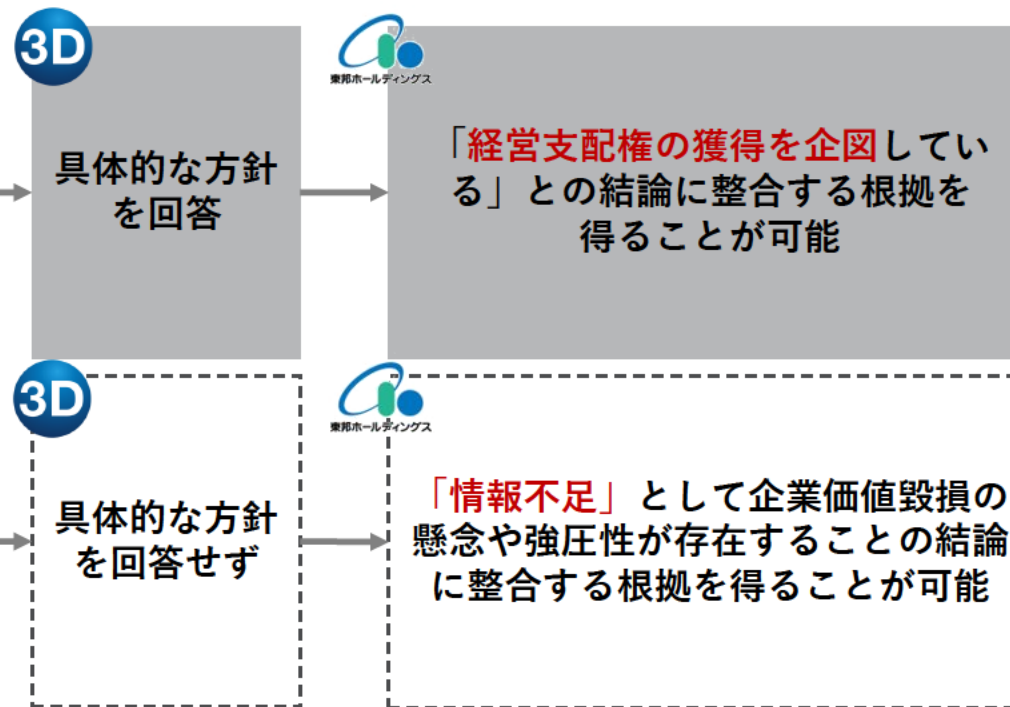 3D
東邦ホールディングス
具体的な方針
を回答
「経営支配権の獲得を企図してい
る」との結論に整合する根拠を
得ることが可能
3D
東邦ホールディングス
具体的な方針
を回答せず
「情報不足」として企業価値毀損の
懸念や強圧性が存在することの結論
に整合する根拠を得ることが可能